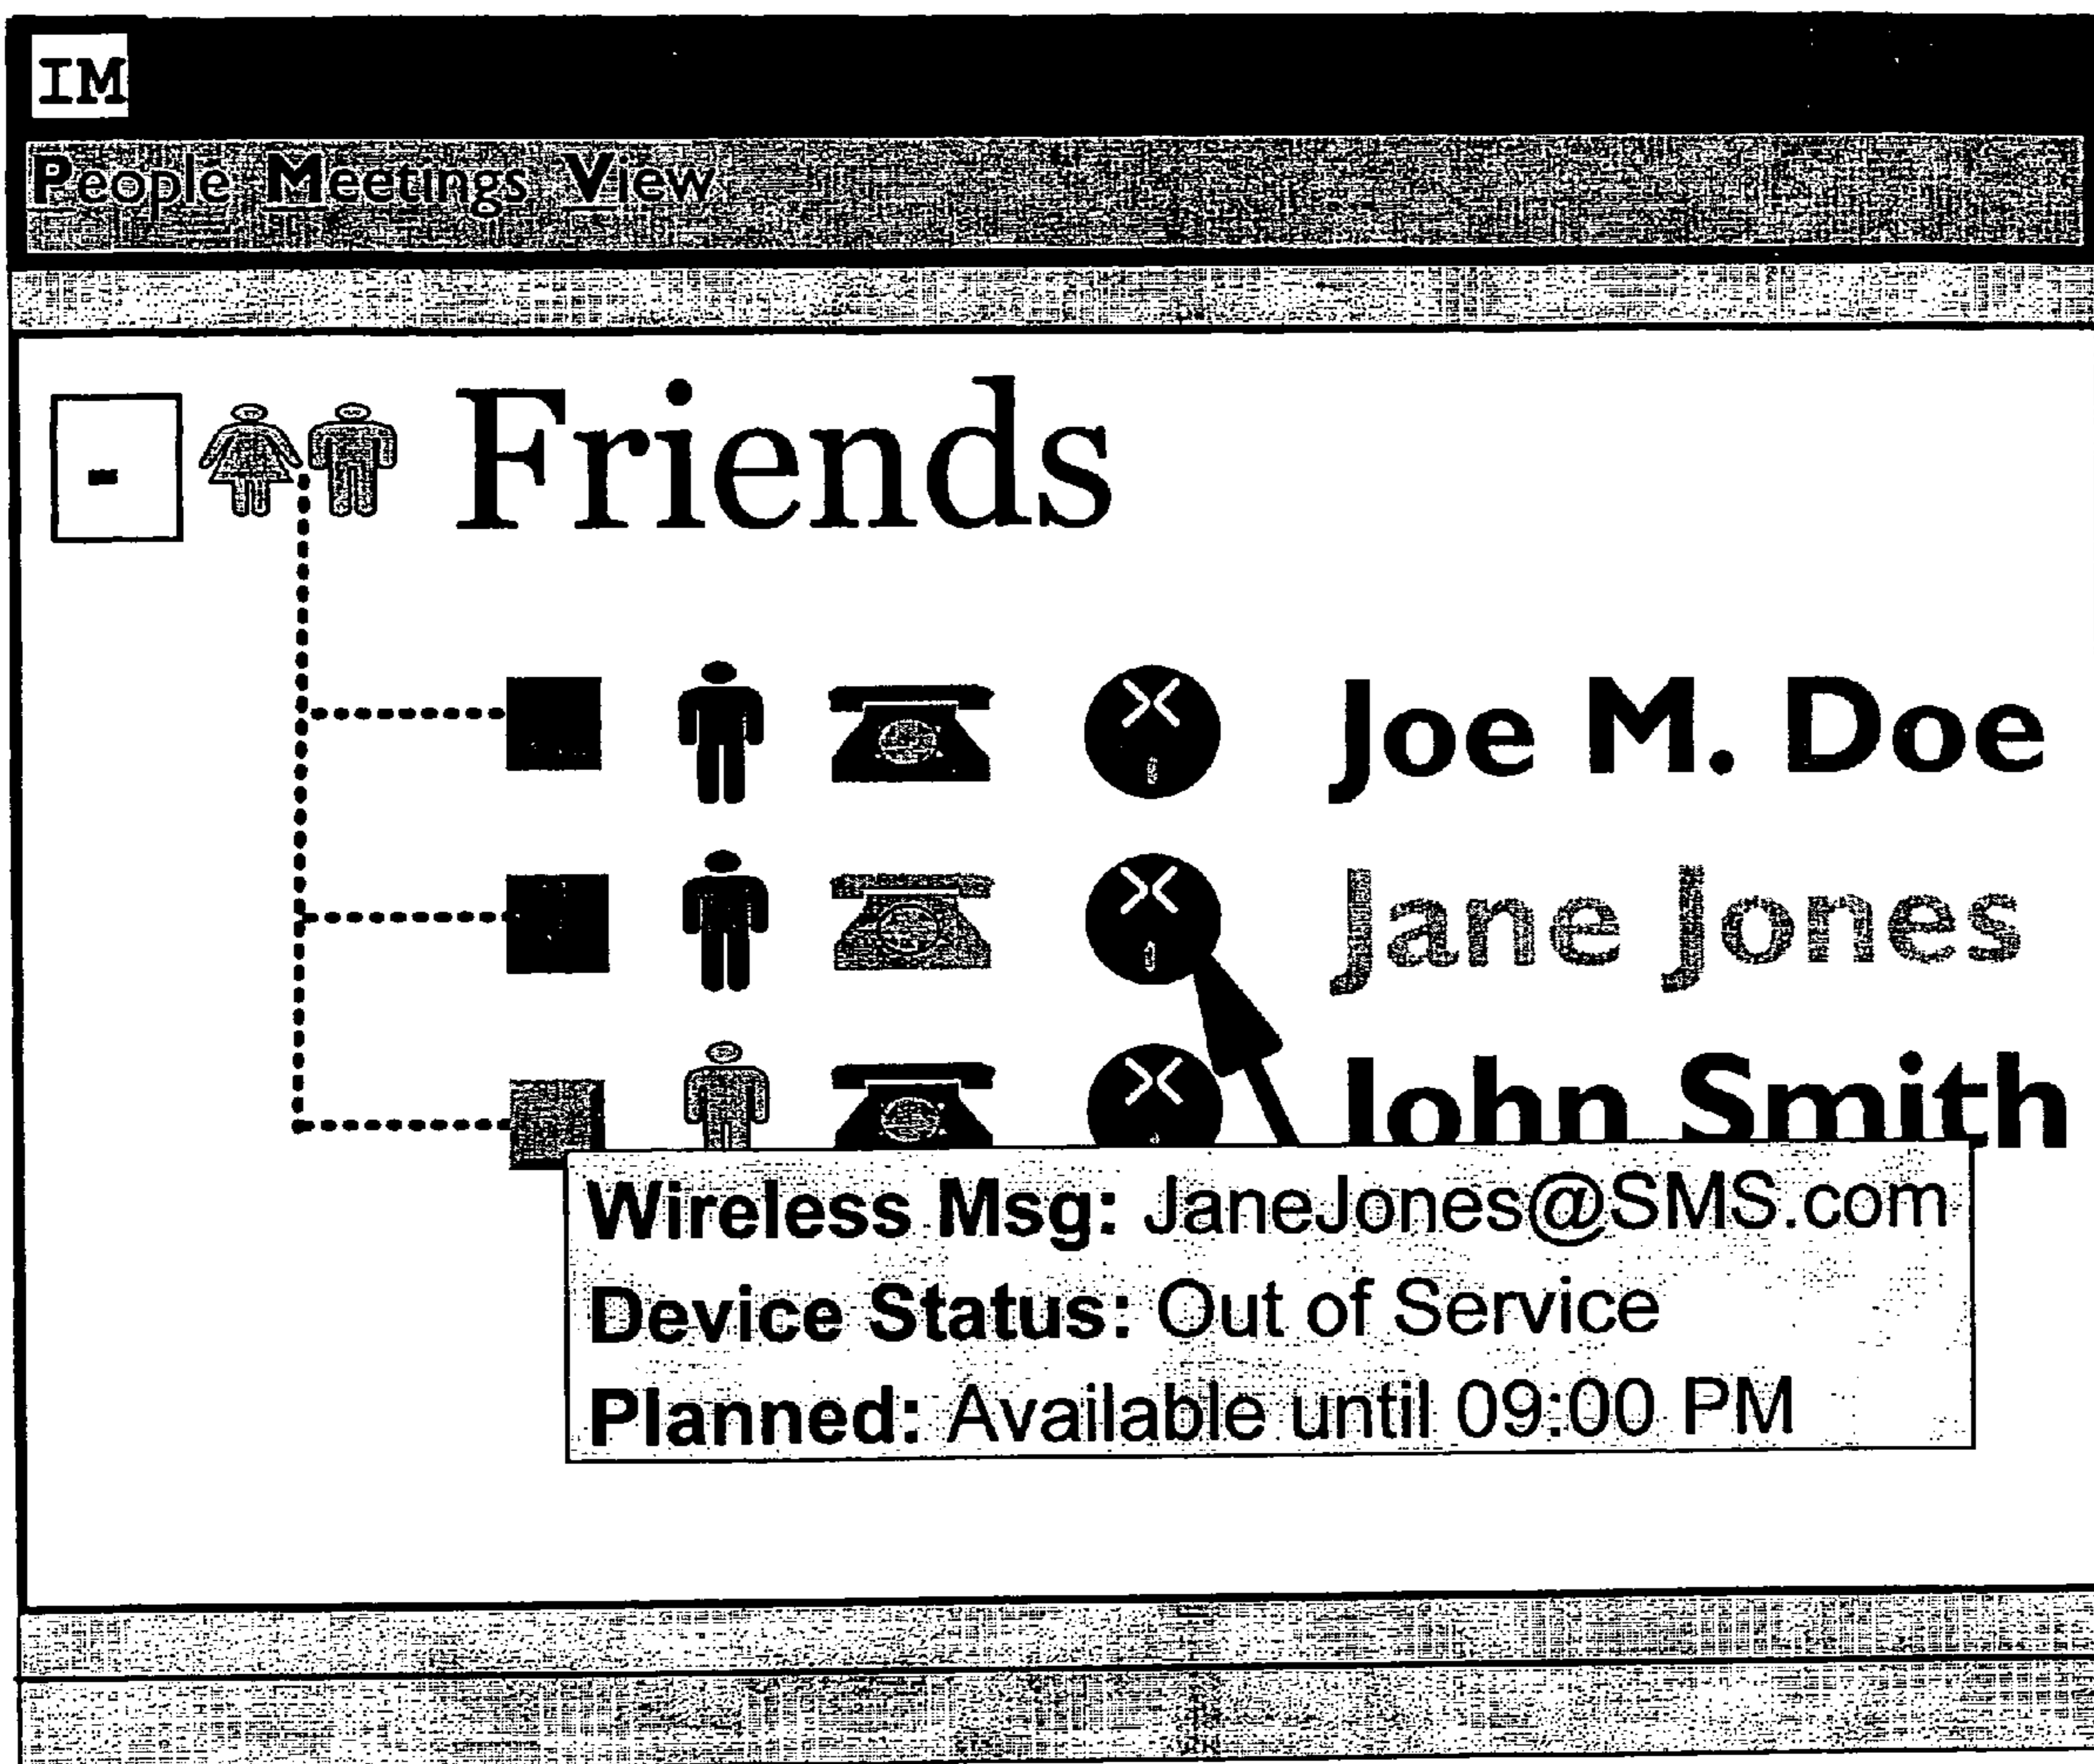 IM
People Meetings View
- Friends
Joe M. Doe
Jane Jones
John Smith
Wireless Msg: JaneJones@SMS.com
Device Status: Out of Service
Planned: Available until 09:00 PM